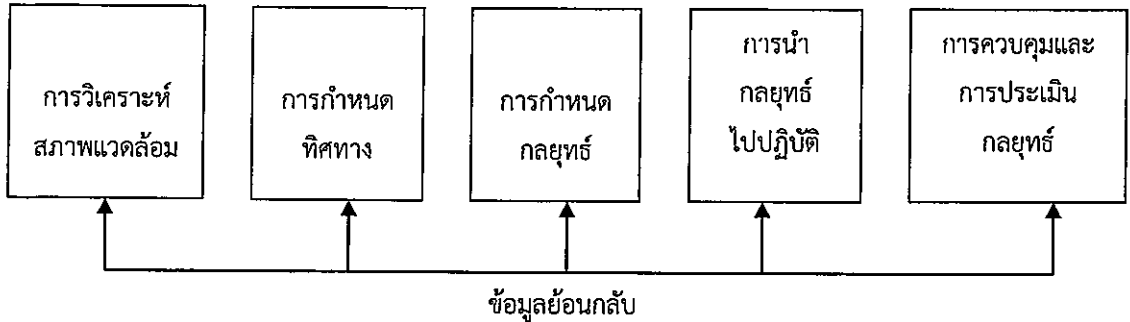 การวิเคราะห์
สภาพแวดล้อม
การกำหนด
ทิศทาง
การกำหนด
กลยุทธ์
การนำ
กลยุทธ์
ไปปฏิบัติ
การควบคุมและ
การประเมิน
กลยุทธ์
ข้อมูลย้อนกลับ